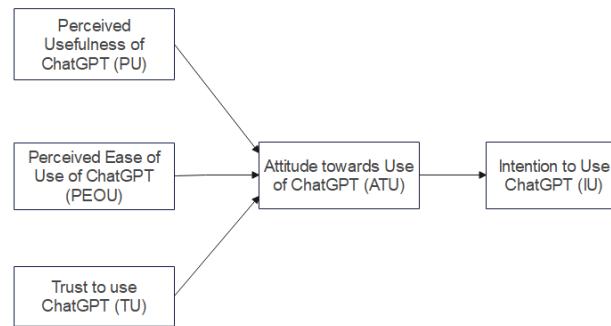 Perceived
Usefulness of
ChatGPT (PU)
Perceived Ease of
Use of ChatGPT
(PEOU)
Attitude towards Use
of ChatGPT (ATU)
Intention to Use
ChatGPT (IU)
Trust to use
ChatGPT (TU)